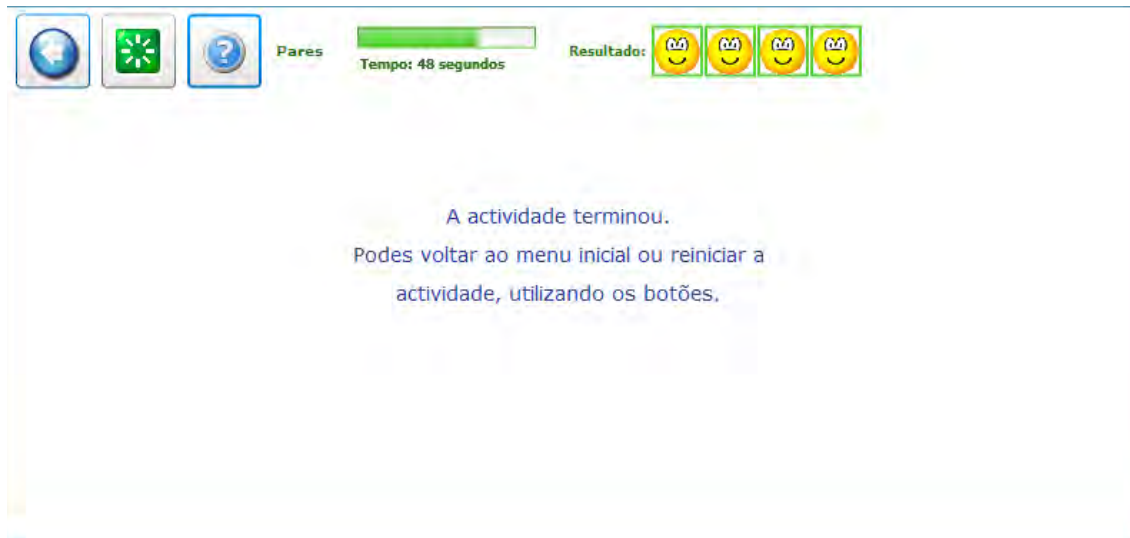 Pares
Tempo: 48 segundos
Resultado:
A actividade terminou.
Podes voltar ao menu inicial ou reiniciar a
actividade, utilizando os botões.